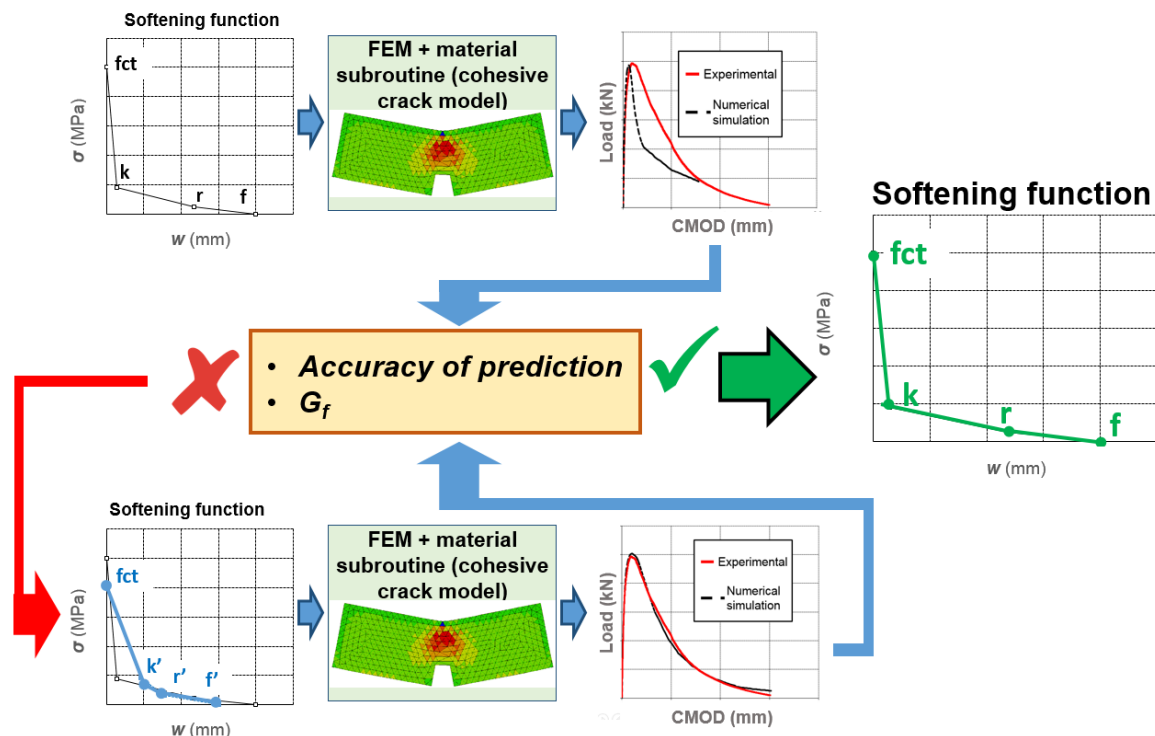 Softening function
fct
k
r
f
σ (MPa)
w (mm)
FEM + material
subroutine (cohesive
crack model)
Experimental
Numerical
simulation
Load (kN)
CMOD (mm)
Softening function
fct
k
r
f
σ (MPa)
w (mm)
• Accuracy of prediction
• Gf
Softening function
fct
k’
r’
f’
σ (MPa)
w (mm)
FEM + material
subroutine (cohesive
crack model)
Experimental
Numerical
simulation
Load (kN)
CMOD (mm)